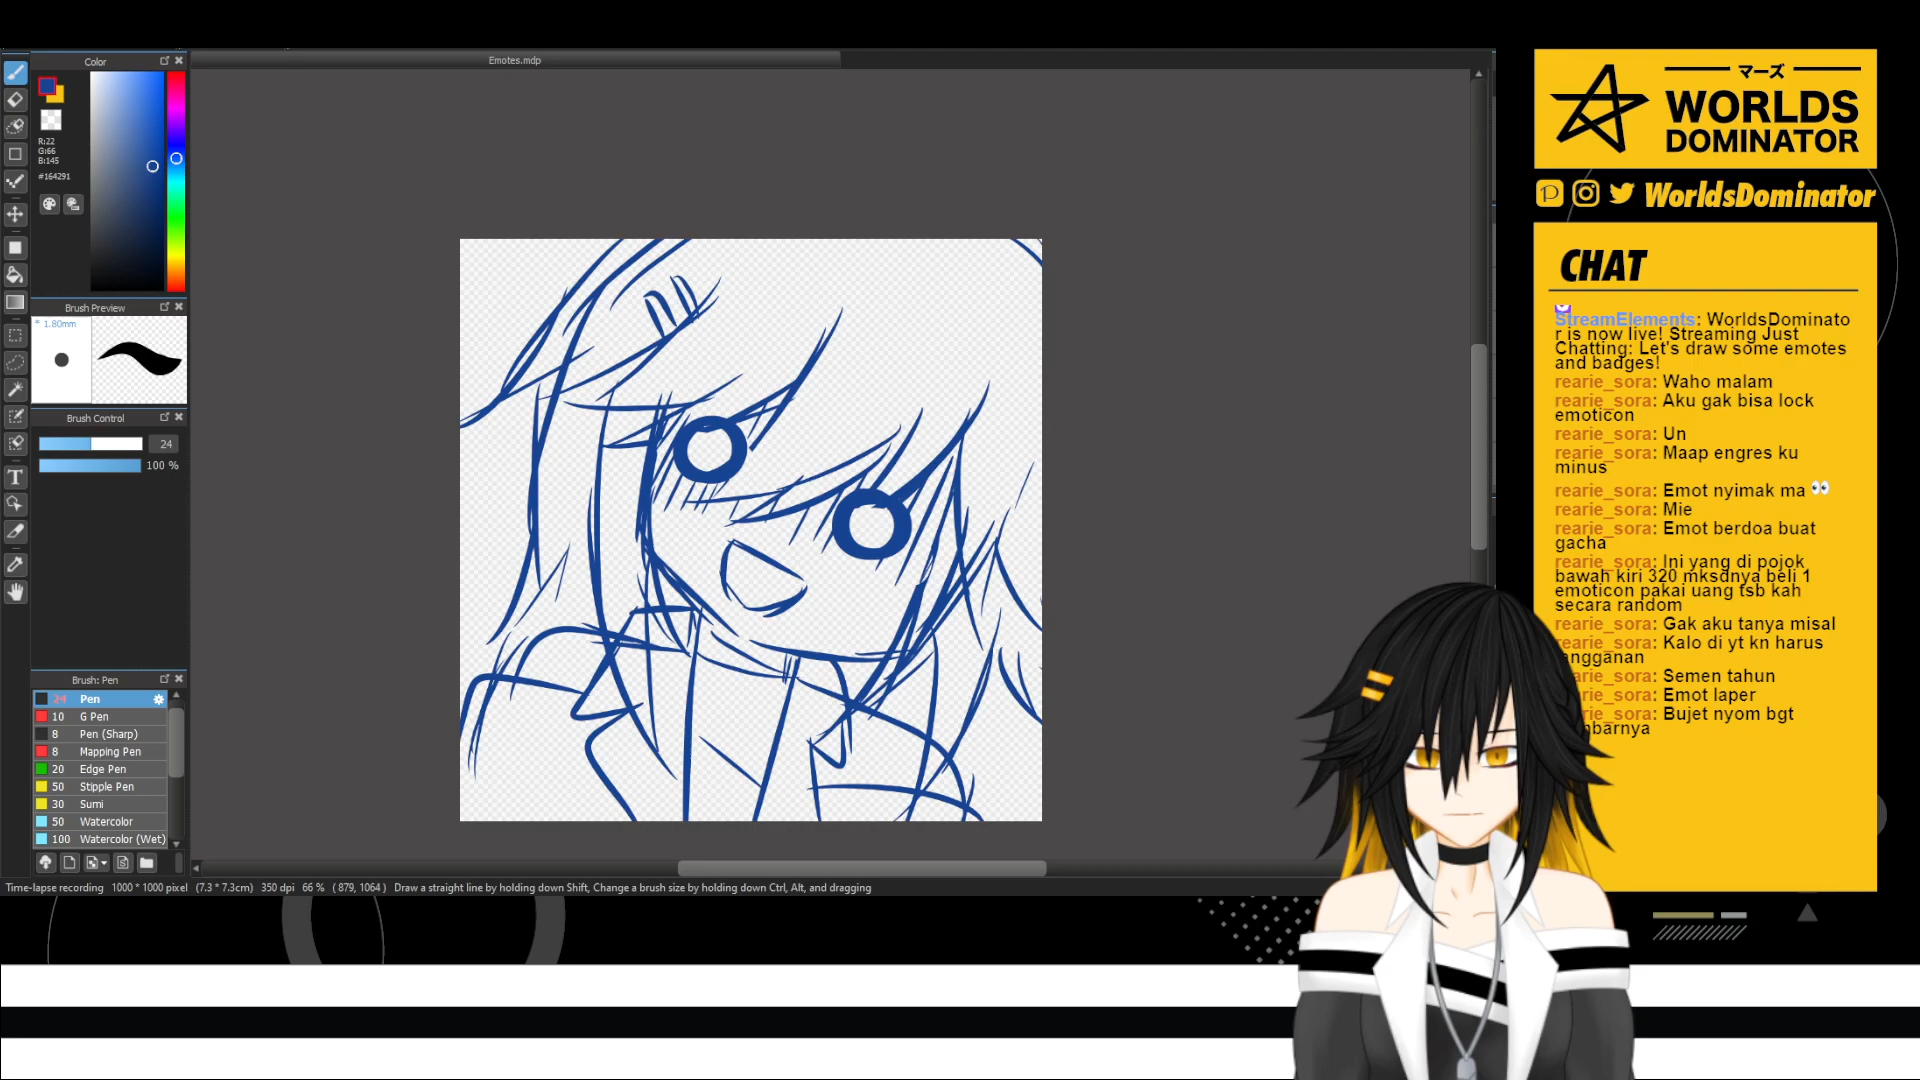 Color
Emotes.mdp
R:22
G:66
B:145
#164291
Brush Preview
* 1.80mm
Brush Control
24
100 %
Brush: Pen
24 Pen
10 G Pen
8 Pen (Sharp)
8 Mapping Pen
20 Edge Pen
50 Stipple Pen
30 Sumi
50 Watercolor
100 Watercolor (Wet)
Time-lapse recording 1000 * 1000 pixel (7.3 * 7.3cm) 350 dpi 66 % ( 879, 1064 ) Draw a straight line by holding down Shift, Change a brush size by holding down Ctrl, Alt, and dragging
マーズ
WORLDS
DOMINATOR
WorldsDominator
CHAT
StreamElements: WorldsDominato
r is now live! Streaming Just
Chatting: Let's draw some emotes
and badges!
rearie_sora: Waho malam
rearie_sora: Aku gak bisa lock
emoticon
rearie_sora: Un
rearie_sora: Maap engres ku
minus
rearie_sora: Emot nyimak ma 👀
rearie_sora: Mie
rearie_sora: Emot berdoa buat
gacha
rearie_sora: Ini yang di pojok
bawah kiri 320 mksdnya beli 1
emoticon pakai uang tsb kah
secara random
rearie_sora: Gak aku tanya misal
rearie_sora: Kalo di yt kn harus
angganan
rie_sora: Semen tahun
rie_sora: Emot laper
rie_sora: Bujet nyom bgt
mbarnya